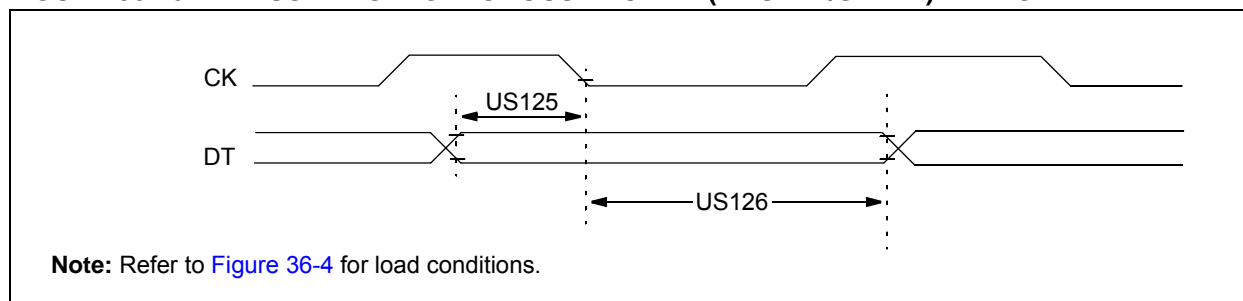 CK
US125
DT
US126
Note: Refer to Figure 36-4 for load conditions.